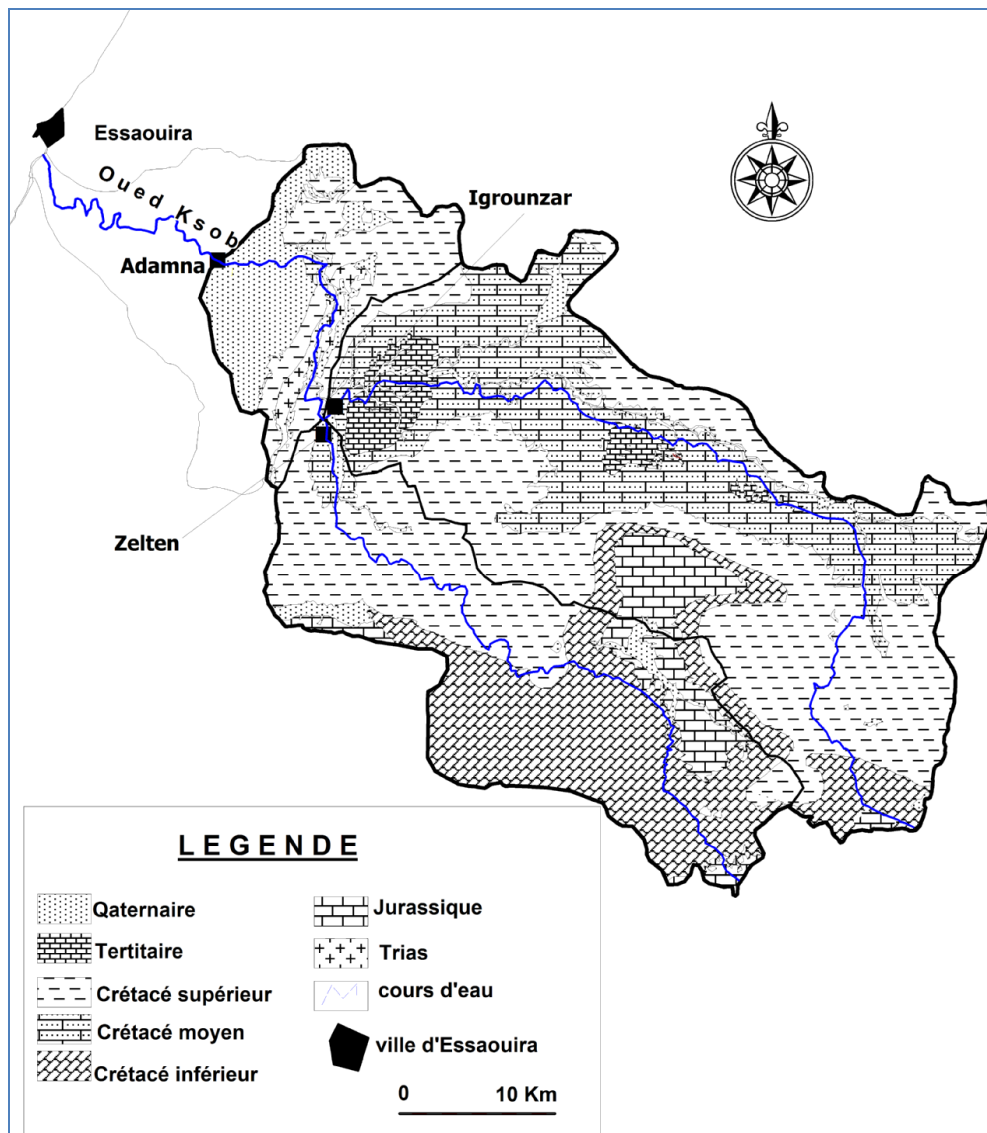 Essaouira
Oued Ksob
Igrounzar
Adamna
Zelten
LEGENDE
Qaternaire
Tertitaire
Crétacé supérieur
Crétacé moyen
Crétacé inférieur
Jurassique
Trias
cours d'eau
ville d'Essaouira
0 10 Km